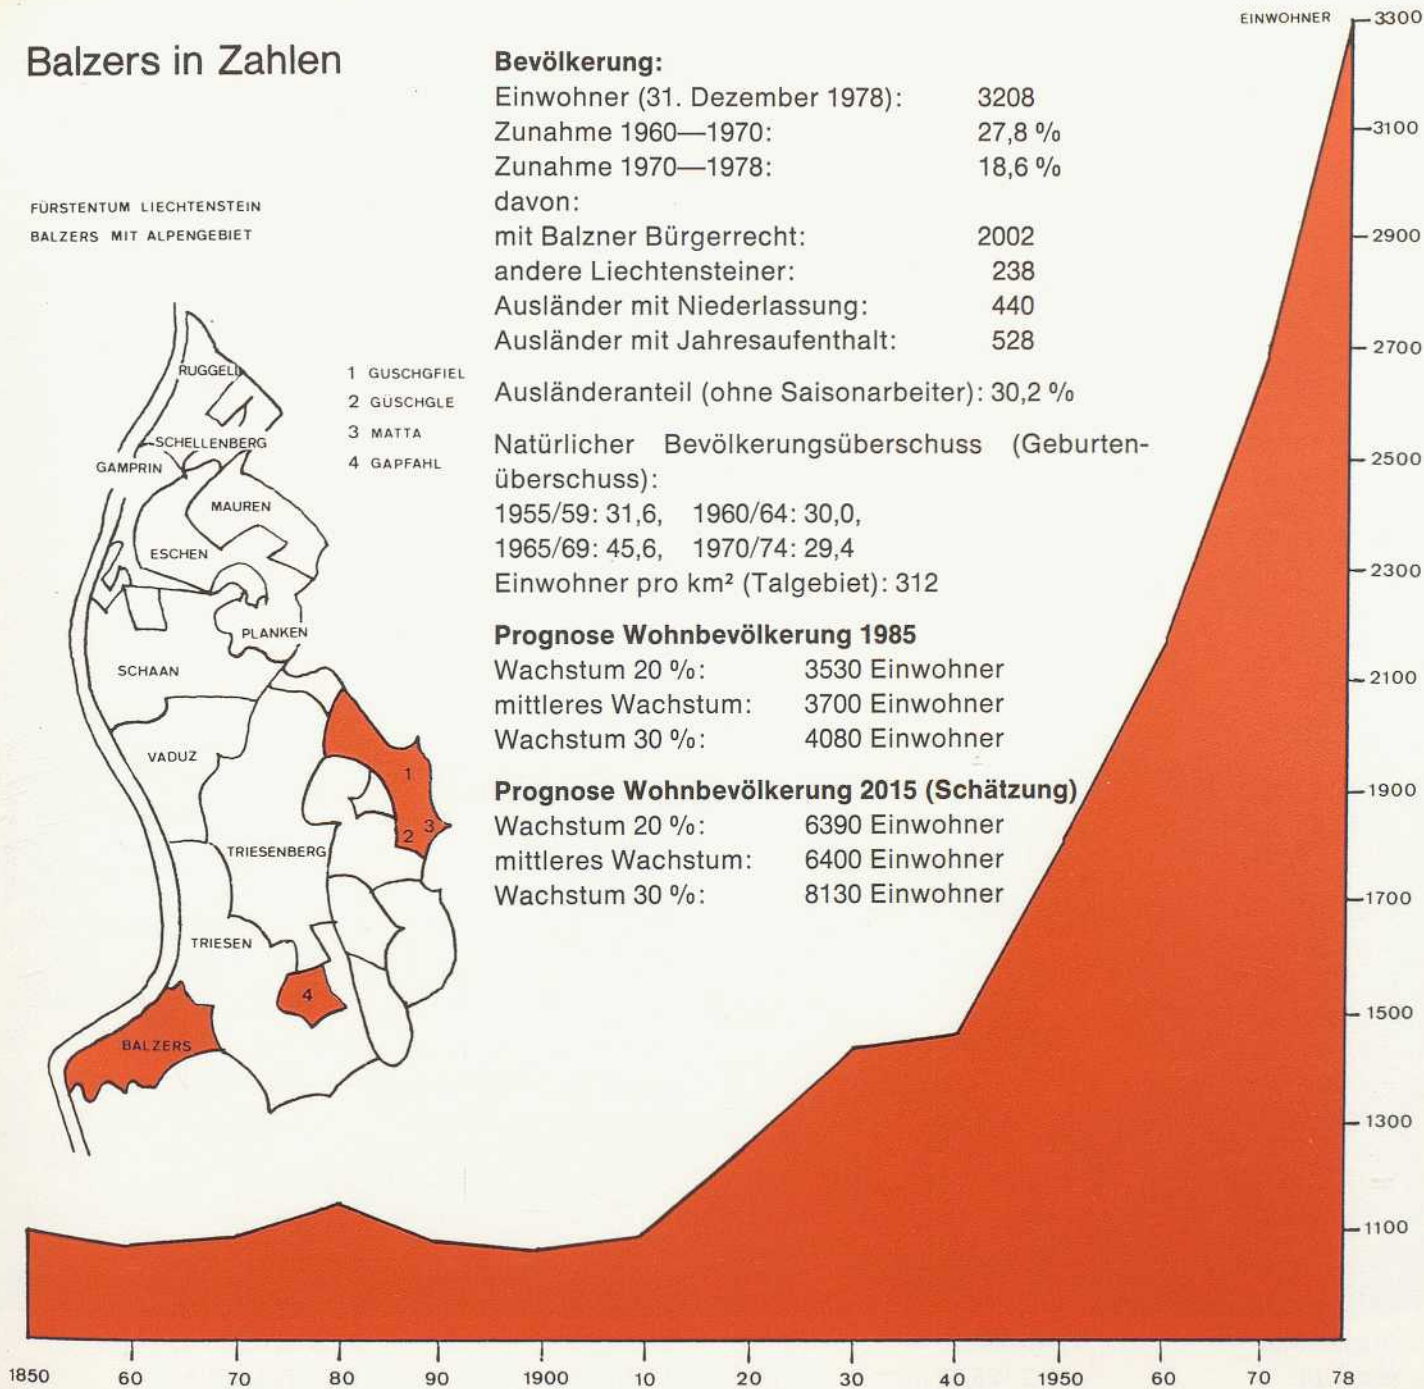 Balzers in Zahlen
FÜRSTENTUM LIECHTENSTEIN
BALZERS MIT ALPENGEBIET
Bevölkerung:
Einwohner (31. Dezember 1978): 3208
Zunahme 1960—1970: 27,8 %
Zunahme 1970—1978: 18,6 %
davon:
mit Balzner Bürgerrecht: 2002
andere Liechtensteiner: 238
Ausländer mit Niederlassung: 440
Ausländer mit Jahresaufenthalt: 528
Ausländeranteil (ohne Saisonarbeiter): 30,2 %
Natürlicher Bevölkerungsüberschuss (Geburten-
überschuss):
1955/59: 31,6, 1960/64: 30,0,
1965/69: 45,6, 1970/74: 29,4
Einwohner pro km² (Talgebiet): 312
Prognose Wohnbevölkerung 1985
Wachstum 20 %: 3530 Einwohner
mittleres Wachstum: 3700 Einwohner
Wachstum 30 %: 4080 Einwohner
Prognose Wohnbevölkerung 2015 (Schätzung)
Wachstum 20 %: 6390 Einwohner
mittleres Wachstum: 6400 Einwohner
Wachstum 30 %: 8130 Einwohner
1 GUSCHGFIEL
2 GÜSCHGLE
3 MATTA
4 GAPFAHL
RUGGELL
SCHELLENBERG
GAMPRIN
MAUREN
ESCHEN
PLANKEN
SCHAAN
VADUZ
1
3
2
TRIESENBERG
TRIESEN
4
BALZERS
EINWOHNER
3300
3100
2900
2700
2500
2300
2100
1900
1700
1500
1300
1100
1850 60 70 80 90 1900 10 20 30 40 1950 60 70 78